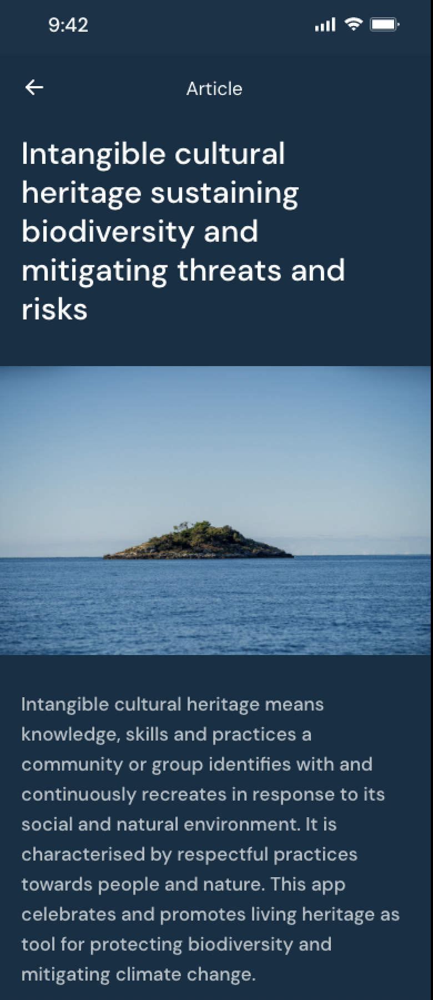 9:42
Article
Intangible cultural
heritage sustaining
biodiversity and
mitigating threats and
risks
Intangible cultural heritage means
knowledge, skills and practices a
community or group identifies with and
continuously recreates in response to its
social and natural environment. It is
characterised by respectful practices
towards people and nature. This app
celebrates and promotes living heritage as
tool for protecting biodiversity and
mitigating climate change.